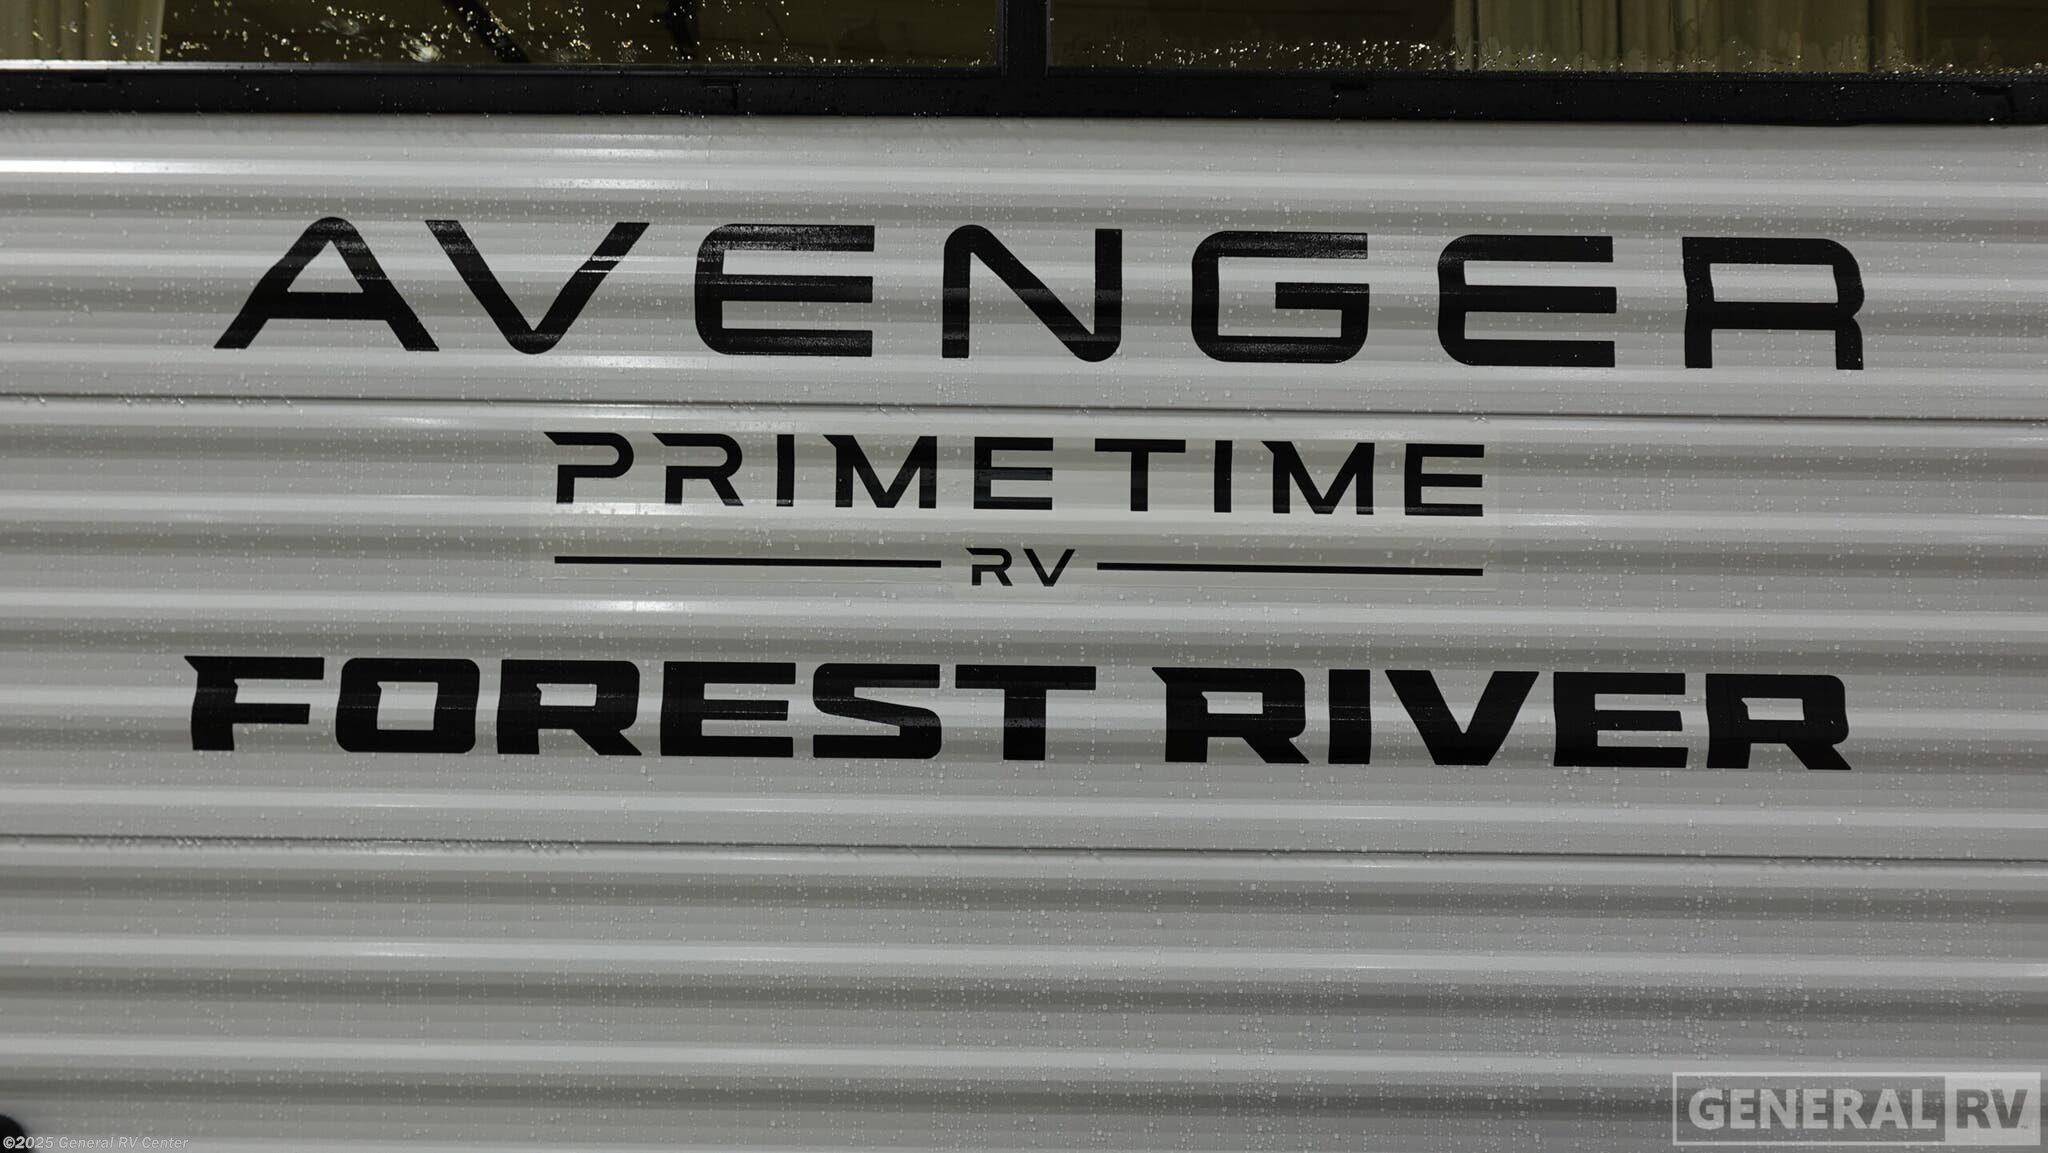 AVENGER
PRIME TIME
RV
FOREST RIVER
GENERAL RV
©2025 General RV Center